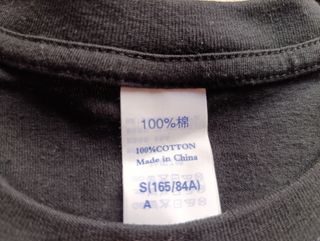 100%棉
100%COTTON
Made in China
S(165/84A)
A